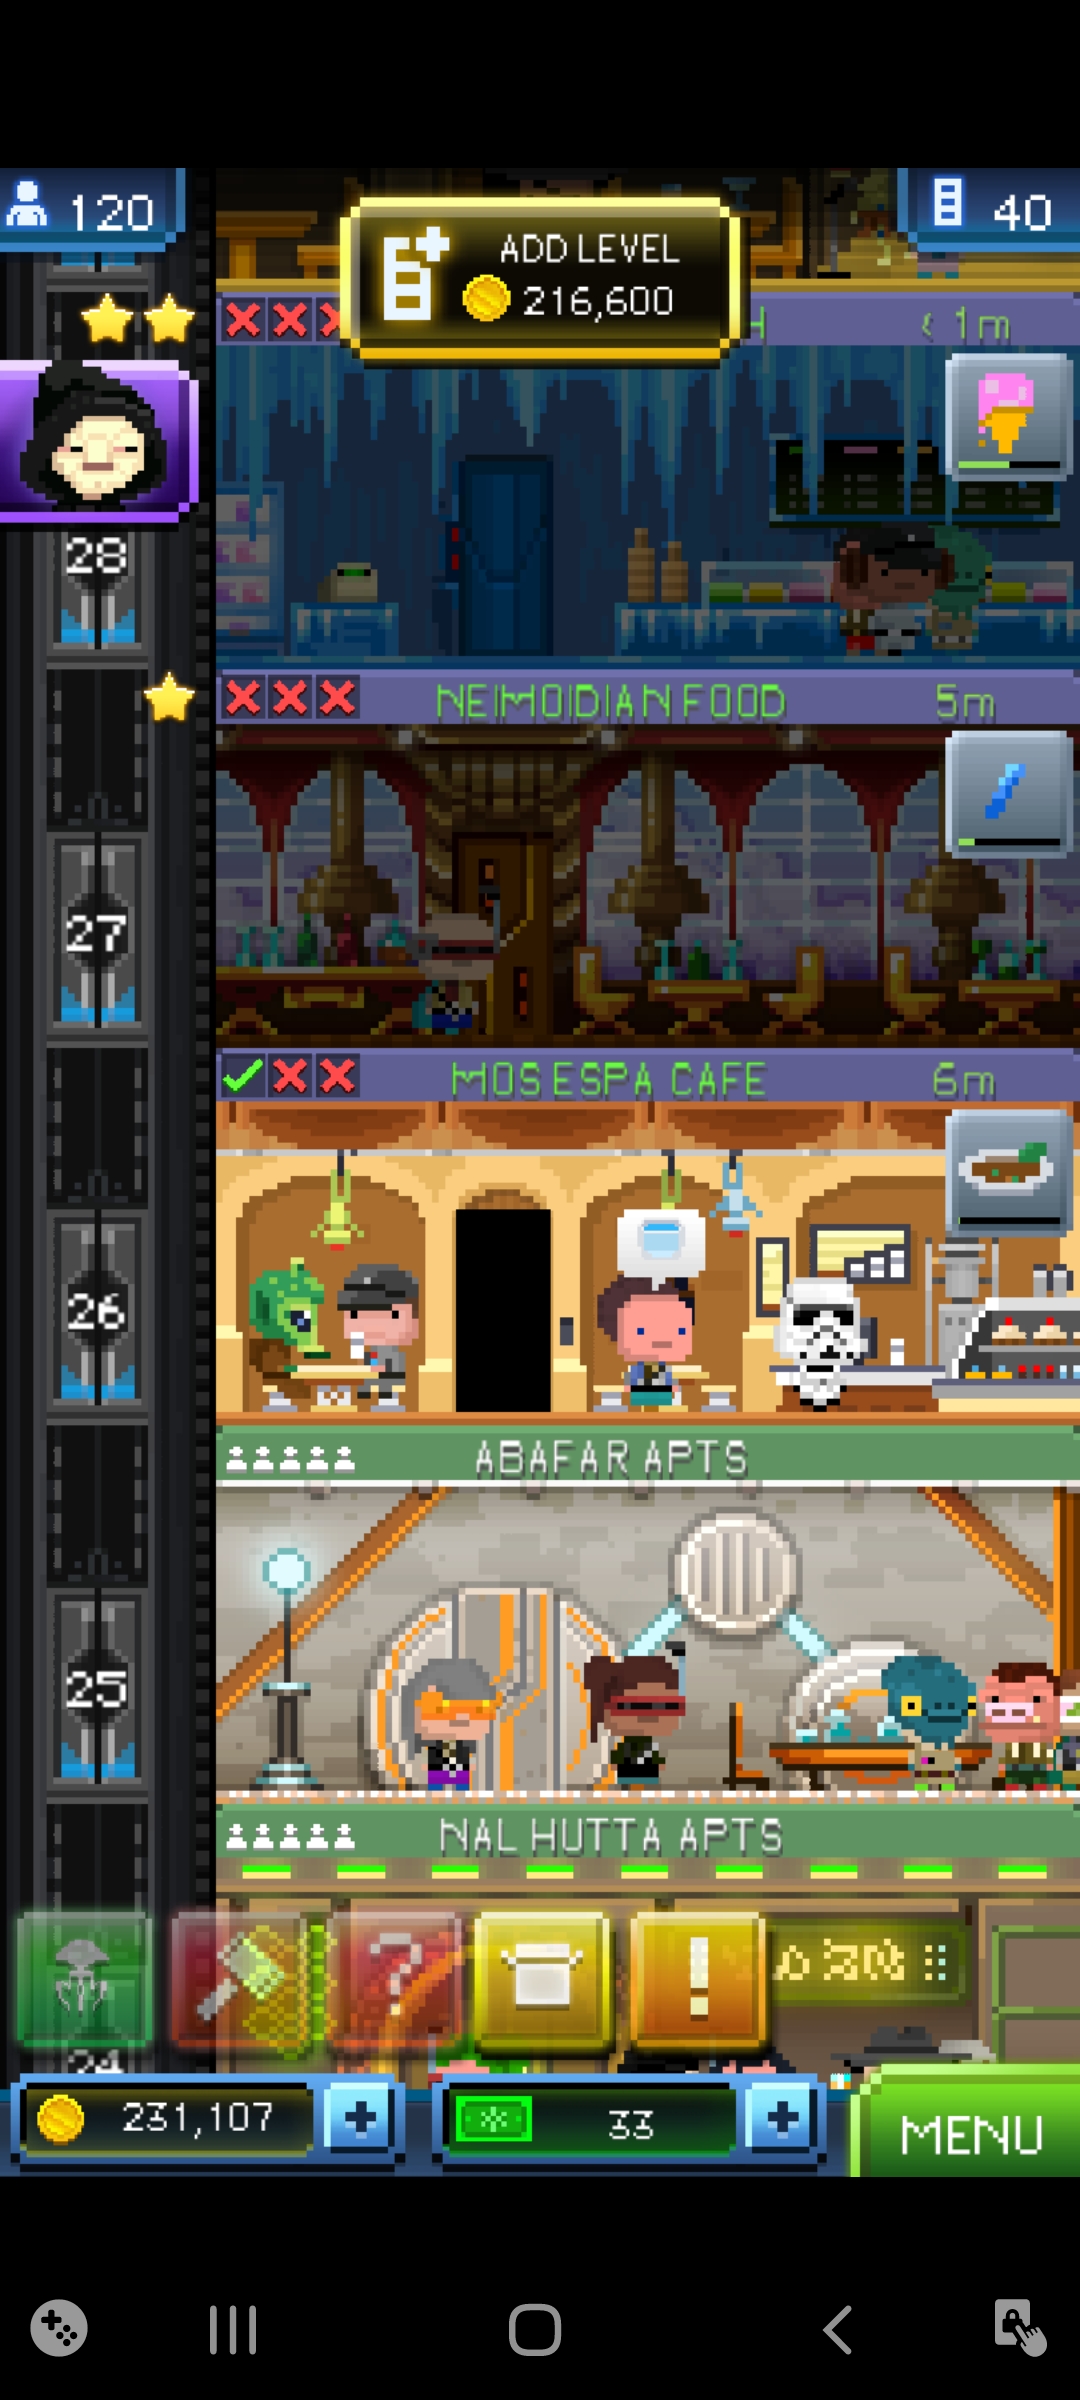 120
40
ADD LEVEL
216,600
< 1m
28
NEIMOIDIAN FOOD 5m
27
MOS ESPA CAFE 6m
26
ABAFAR APTS
25
NAL HUTTA APTS
?
!
24
231,107
+
33
+
MENU